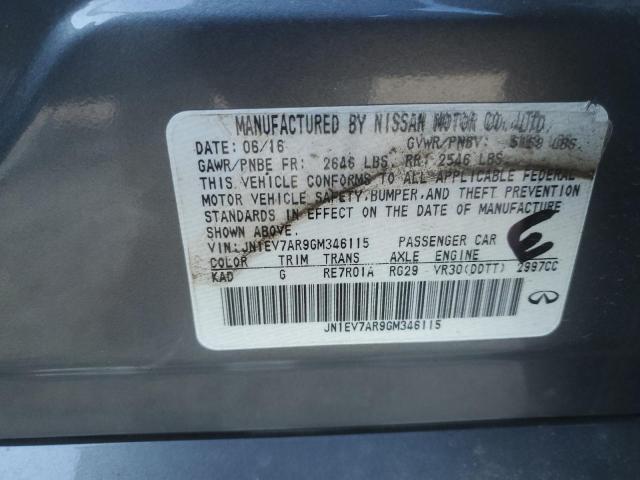 MANUFACTURED BY NISSAN MOTOR CO., LTD.
DATE: 06/16 GVWR/PNBV: LBS.
GAWR/PNBE FR: 2646 LBS. RR: 2546 LBS.
THIS VEHICLE CONFORMS TO ALL APPLICABLE FEDERAL
MOTOR VEHICLE SAFETY, BUMPER, AND THEFT PREVENTION
STANDARDS IN EFFECT ON THE DATE OF MANUFACTURE
SHOWN ABOVE.
VIN: JN1EV7AR9GM346115 PASSENGER CAR E
COLOR TRIM TRANS AXLE ENGINE
KAD G RE7R01A RG29 VR30(DDTT) 2997CC
JN1EV7AR9GM346115